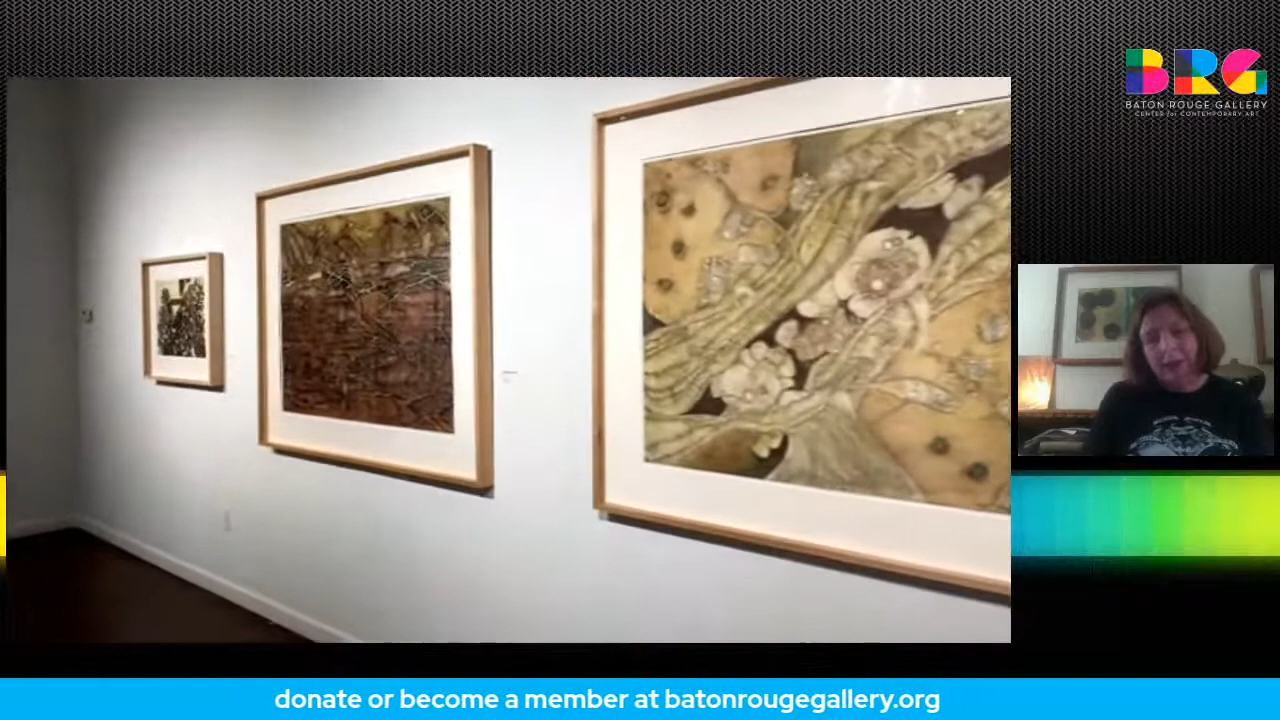 BRG
BATON ROUGE GALLERY
CENTER for CONTEMPORARY ART
donate or become a member at batonrougegallery.org